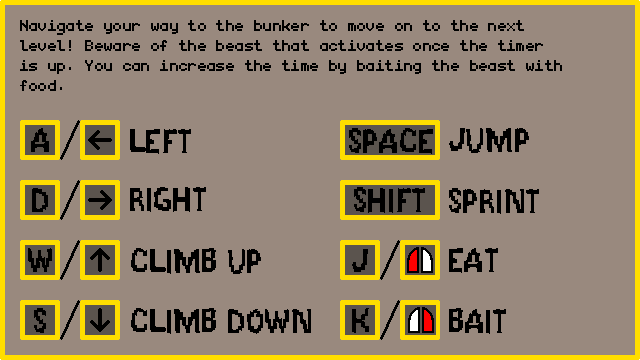 Navigate your way to the bunker to move on to the next
level! Beware of the beast that activates once the timer
is up. You can increase the time by baiting the beast with
food.
A / ← LEFT
SPACE JUMP
D / → RIGHT
SHIFT SPRINT
W / ↑ CLIMB UP
J / EAT
S / ↓ CLIMB DOWN
K / BAIT